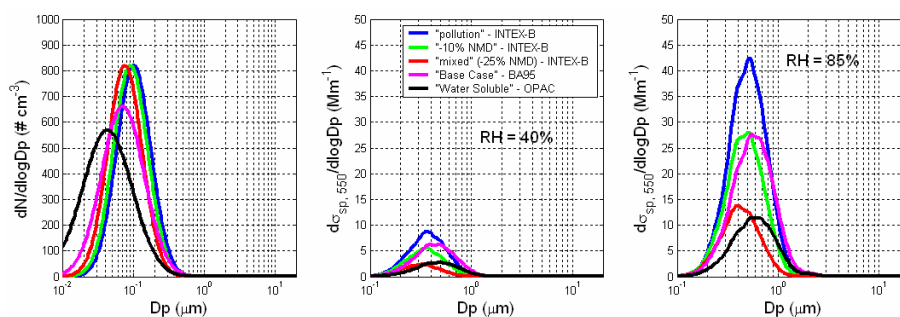 1000
900
800
700
600
500
400
300
200
100
0
dN/dlogDp (# cm⁻³)
10⁻² 10⁻¹ 10⁰ 10¹
Dp (μm)
50
45
40
35
30
25
20
15
10
5
0
dσsp, 550/dlogDp (Mm⁻¹)
"pollution" - INTEX-B
"-10% NMD" - INTEX-B
"mixed" (-25% NMD) - INTEX-B
"Base Case" - BA95
"Water Soluble" - OPAC
RH = 40%
10⁻¹ 10⁰ 10¹
Dp (μm)
50
45
40
35
30
25
20
15
10
5
0
dσsp, 550/dlogDp (Mm⁻¹)
RH = 85%
10⁻¹ 10⁰ 10¹
Dp (μm)